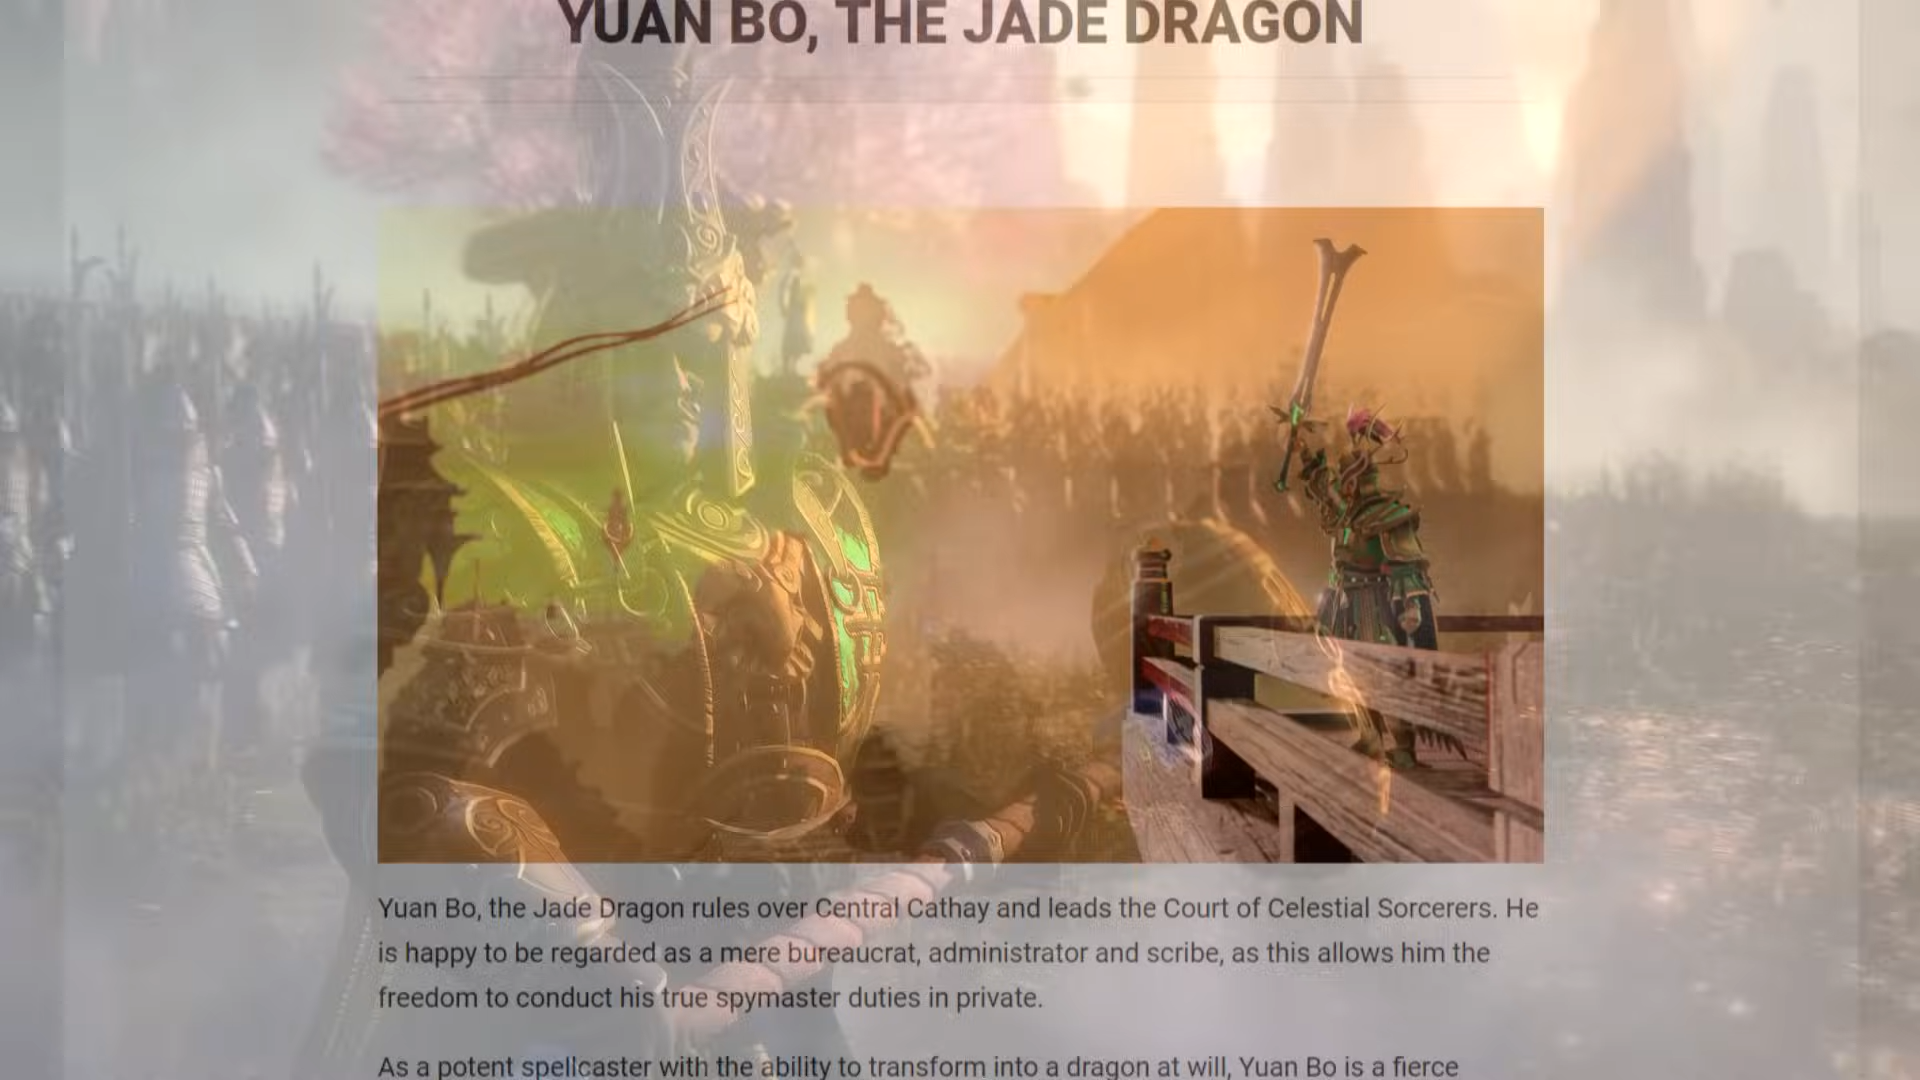 YUAN BO, THE JADE DRAGON
Yuan Bo, the Jade Dragon rules over Central Cathay and leads the Court of Celestial Sorcerers. He
is happy to be regarded as a mere bureaucrat, administrator and scribe, as this allows him the
freedom to conduct his true spymaster duties in private.
As a potent spellcaster with the ability to transform into a dragon at will, Yuan Bo is a fierce